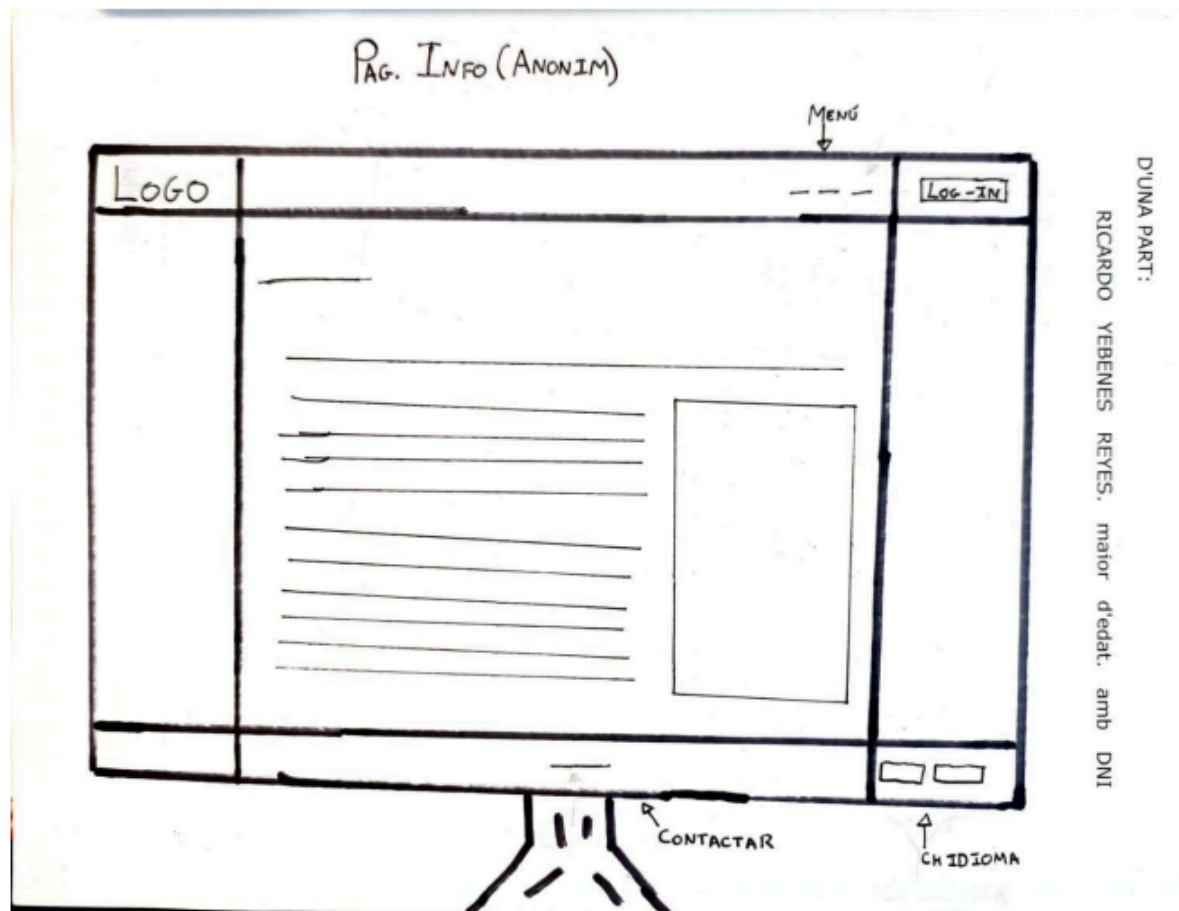 PAG. INFO (ANONIM)
MENÚ
LOGO
LOG-IN
CONTACTAR
CH IDIOMA
D'UNA PART:
RICARDO YEBENES REYES, major d'edat, amb DNI